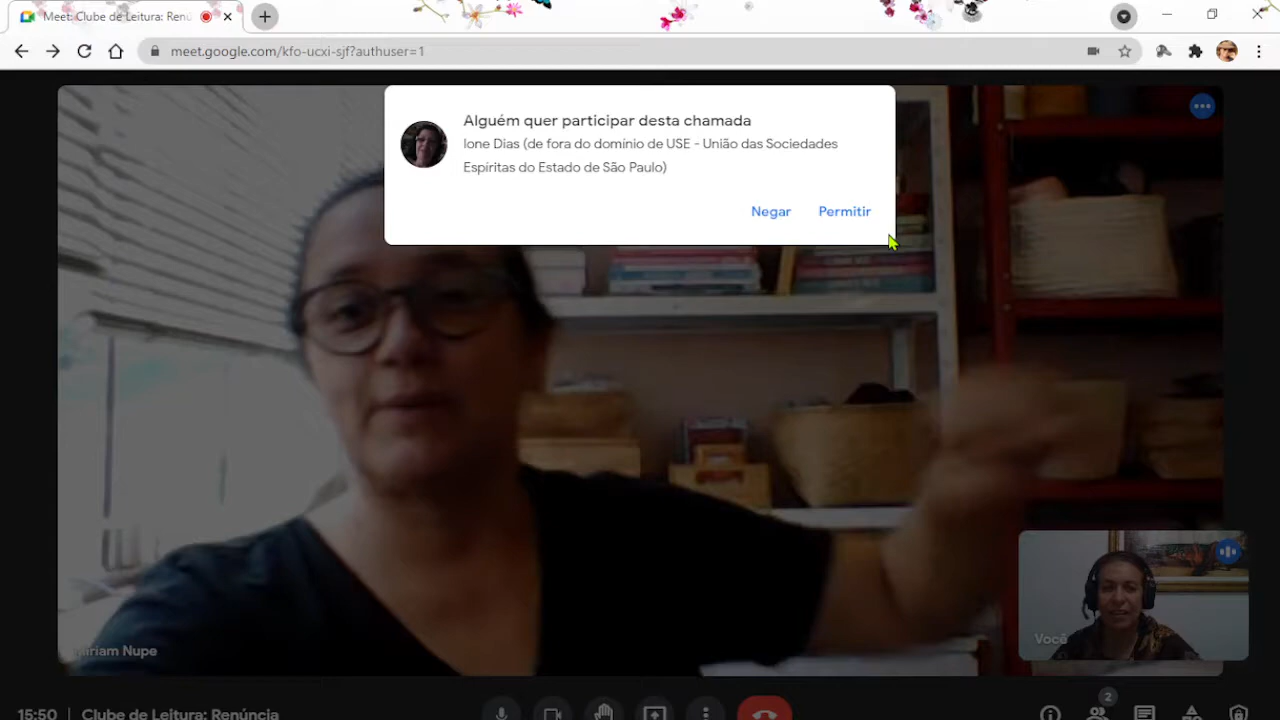 Meet: Clube de Leitura: Renú
meet.google.com/kfo-ucxi-sjf?authuser=1
Alguém quer participar desta chamada
Ione Dias (de fora do domínio de USE - União das Sociedades
Espíritas do Estado de São Paulo)
Negar Permitir
Você
Miriam Nupe
2
15:50 | Clube de Leitura: Renúncia